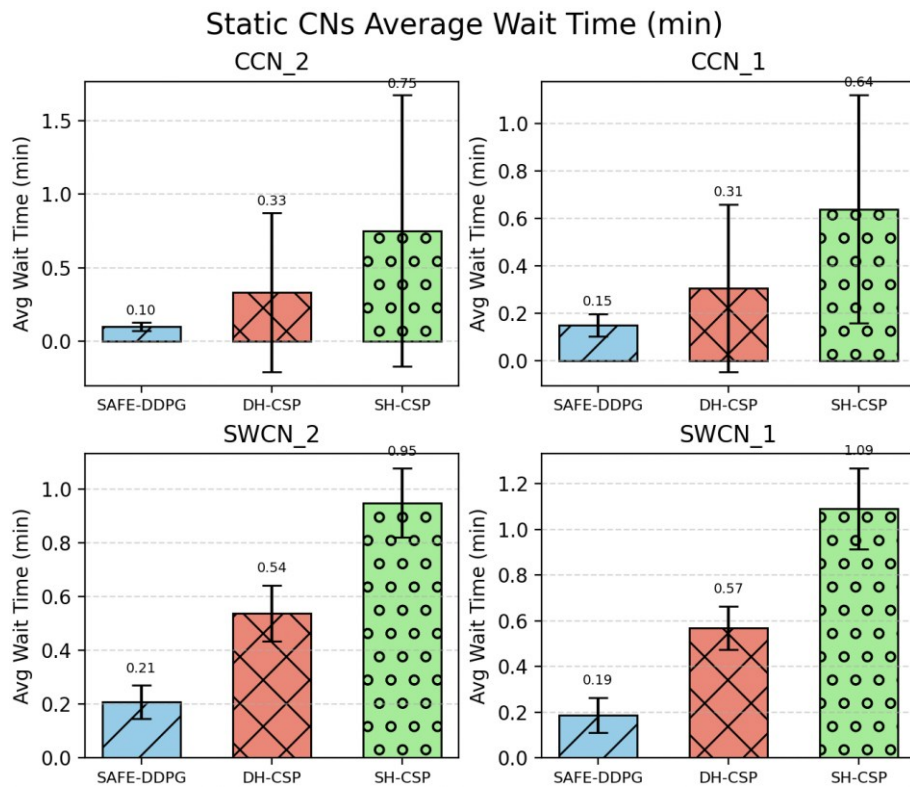 Static CNs Average Wait Time (min)
CCN_2
Avg Wait Time (min)
1.5
1.0
0.5
0.0
0.10
0.33
0.75
SAFE-DDPG DH-CSP SH-CSP
CCN_1
Avg Wait Time (min)
1.0
0.8
0.6
0.4
0.2
0.0
0.15
0.31
0.64
SAFE-DDPG DH-CSP SH-CSP
SWCN_2
Avg Wait Time (min)
1.0
0.8
0.6
0.4
0.2
0.0
0.21
0.54
0.95
SAFE-DDPG DH-CSP SH-CSP
SWCN_1
Avg Wait Time (min)
1.2
1.0
0.8
0.6
0.4
0.2
0.0
0.19
0.57
1.09
SAFE-DDPG DH-CSP SH-CSP